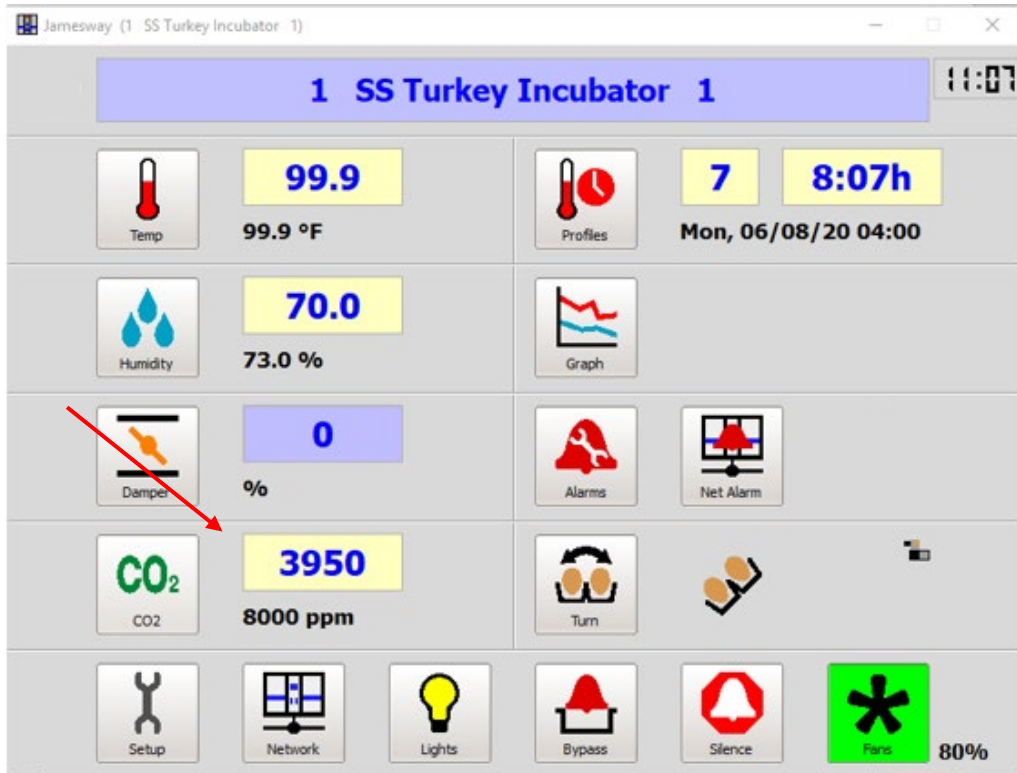 Jamesway (1 SS Turkey Incubator 1)
1 SS Turkey Incubator 1
11:07
Temp
99.9
99.9 °F
Profiles
7
8:07h
Mon, 06/08/20 04:00
Humidity
70.0
73.0 %
Graph
Damper
0
%
Alarms
Net Alarm
CO₂
CO2
3950
8000 ppm
Turn
Setup
Network
Lights
Bypass
Silence
Fans
80%